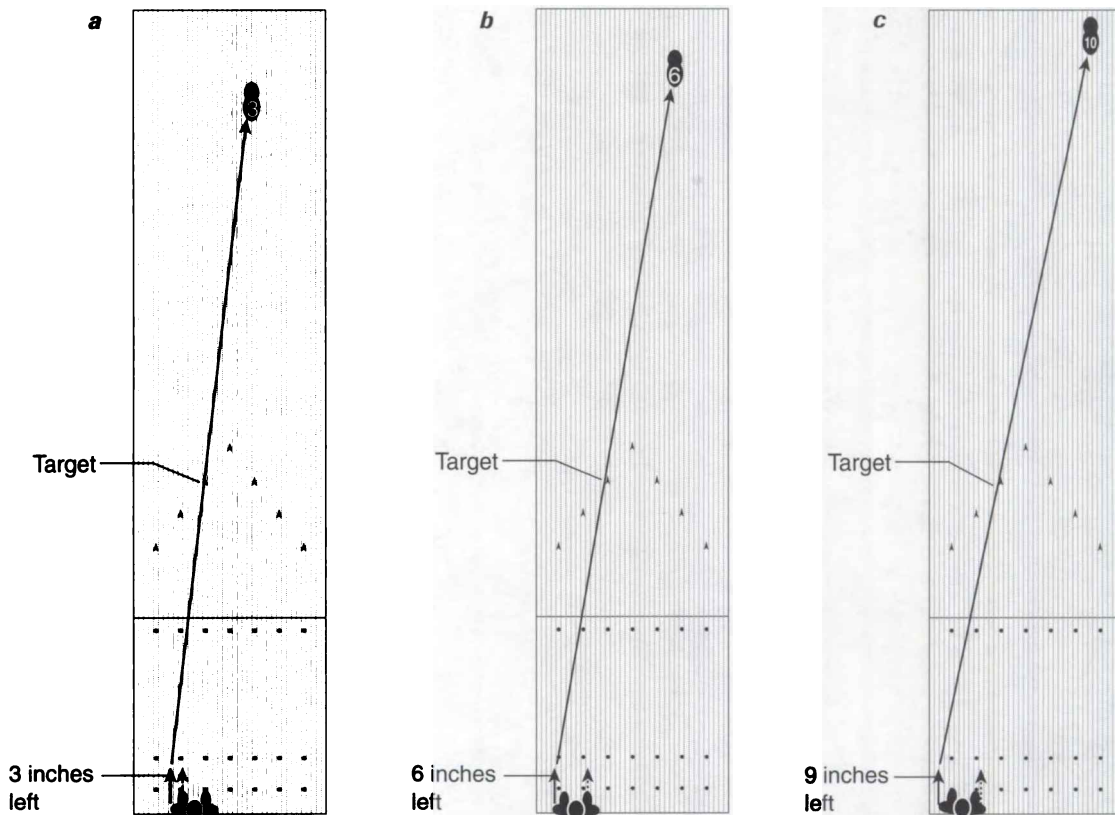 a
3
Target
3 inches
left
b
6
Target
6 inches
left
c
10
Target
9 inches
left